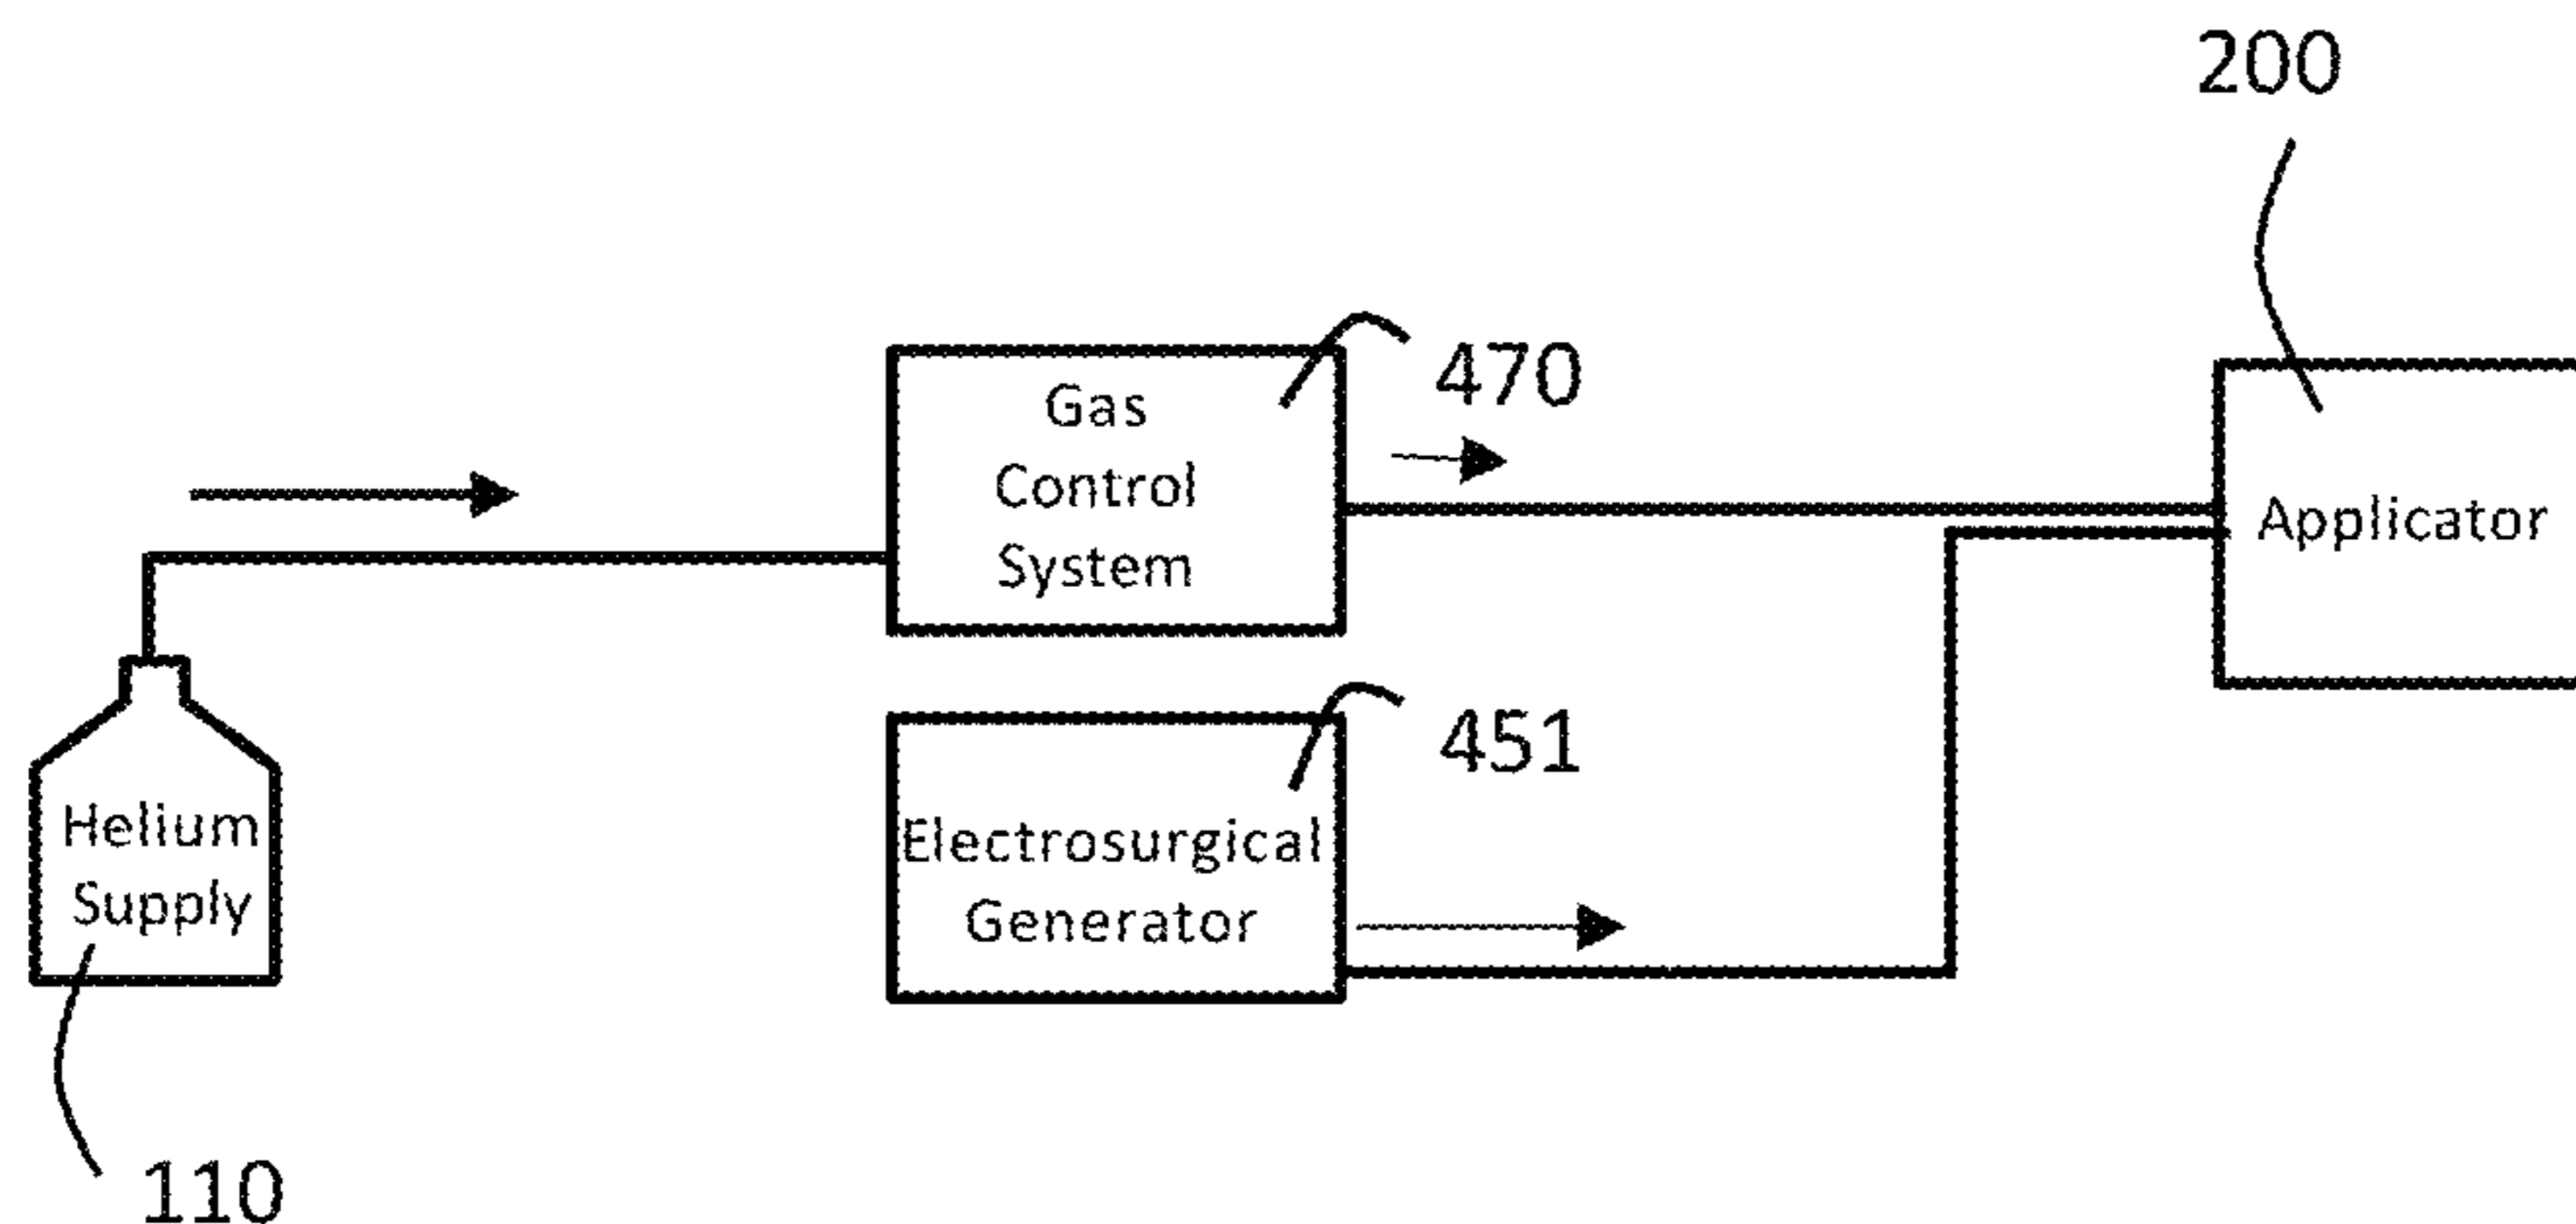 200
470
Gas
Control
System
Applicator
451
Electrosurgical
Generator
Helium
Supply
110